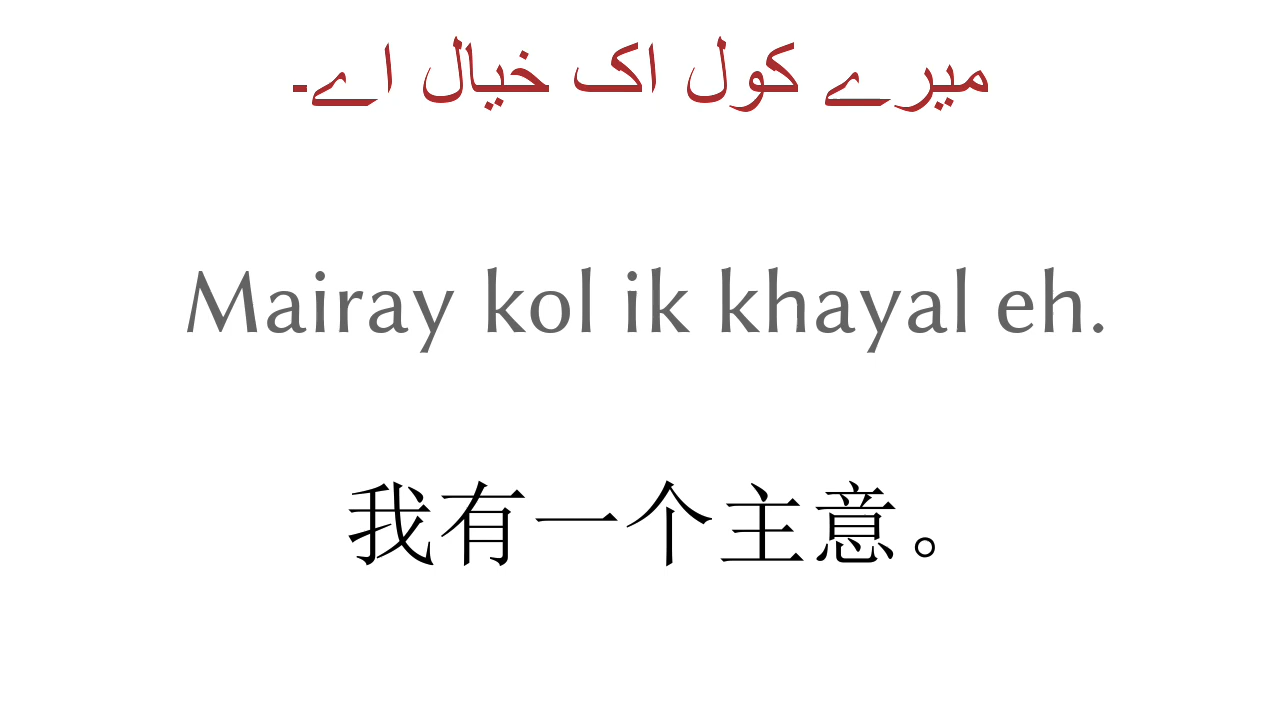 میرے کول اک خیال اے۔
Mairay kol ik khayal eh.
我有一个主意。